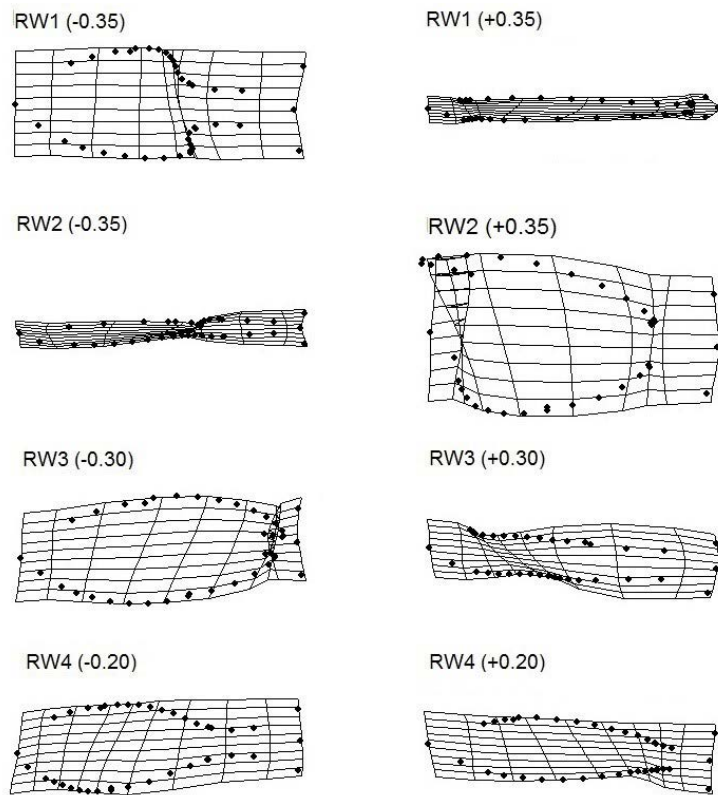 RW1 (-0.35)
RW1 (+0.35)
RW2 (-0.35)
RW2 (+0.35)
RW3 (-0.30)
RW3 (+0.30)
RW4 (-0.20)
RW4 (+0.20)